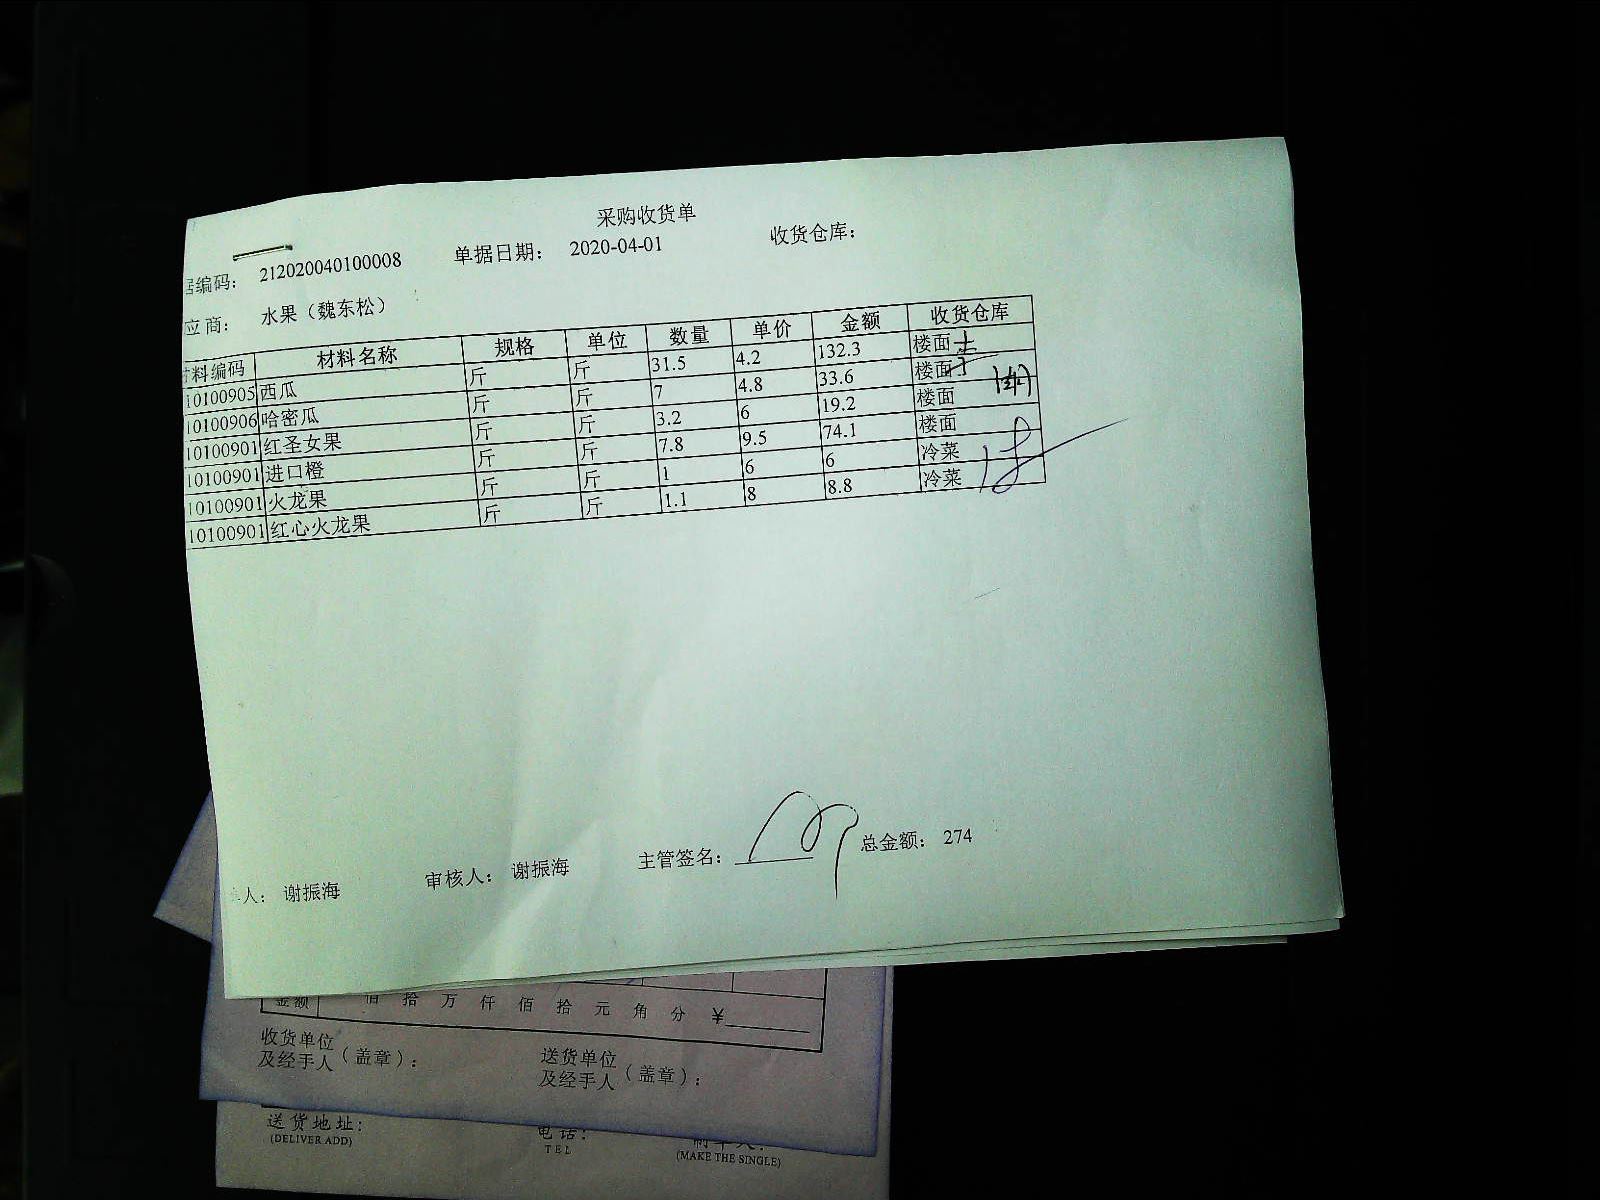 采购收货单
据编码： 212020040100008 单据日期： 2020-04-01 收货仓库：
应商： 水果（魏东松）
材料编码 材料名称 规格 单位 数量 单价 金额 收货仓库
10100905 西瓜 斤 斤 31.5 4.2 132.3 楼面
10100906 哈密瓜 斤 斤 7 4.8 33.6 楼面
10100901 红圣女果 斤 斤 3.2 6 19.2 楼面
10100901 进口橙 斤 斤 7.8 9.5 74.1 楼面
10100901 火龙果 斤 斤 1 6 6 冷菜
10100901 红心火龙果 斤 斤 1.1 8 8.8 冷菜
人： 谢振海 审核人： 谢振海 主管签名： 总金额： 274
金额 佰 拾 万 仟 佰 拾 元 角 分 ¥
收货单位及经手人（盖章）： 送货单位及经手人（盖章）：
送货地址： 电话：
(DELIVER ADD) TEL (MAKE THE SINGLE)